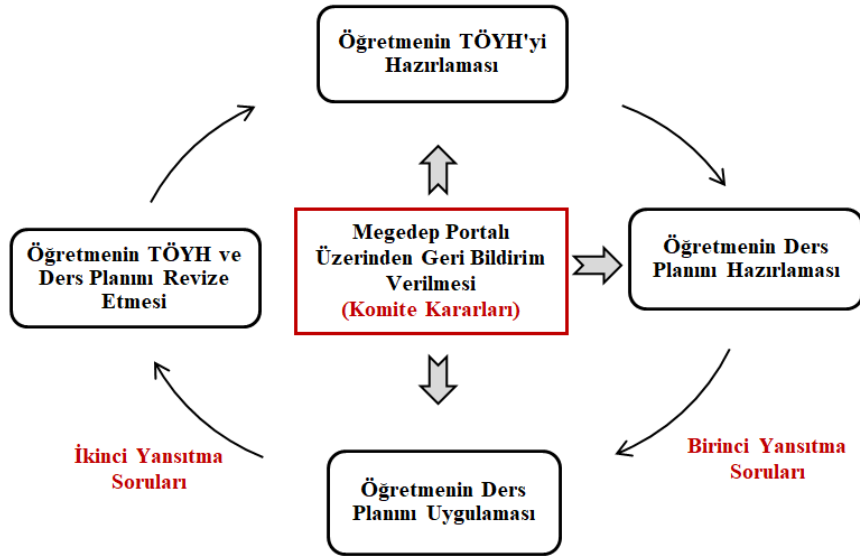 Öğretmenin TÖYH'yi
Hazırlaması
Öğretmenin TÖYH ve
Ders Planını Revize
Etmesi
Megedep Portalı
Üzerinden Geri Bildirim
Verilmesi
(Komite Kararları)
Öğretmenin Ders
Planını Hazırlaması
İkinci Yansıtma
Soruları
Öğretmenin Ders
Planını Uygulaması
Birinci Yansıtma
Soruları